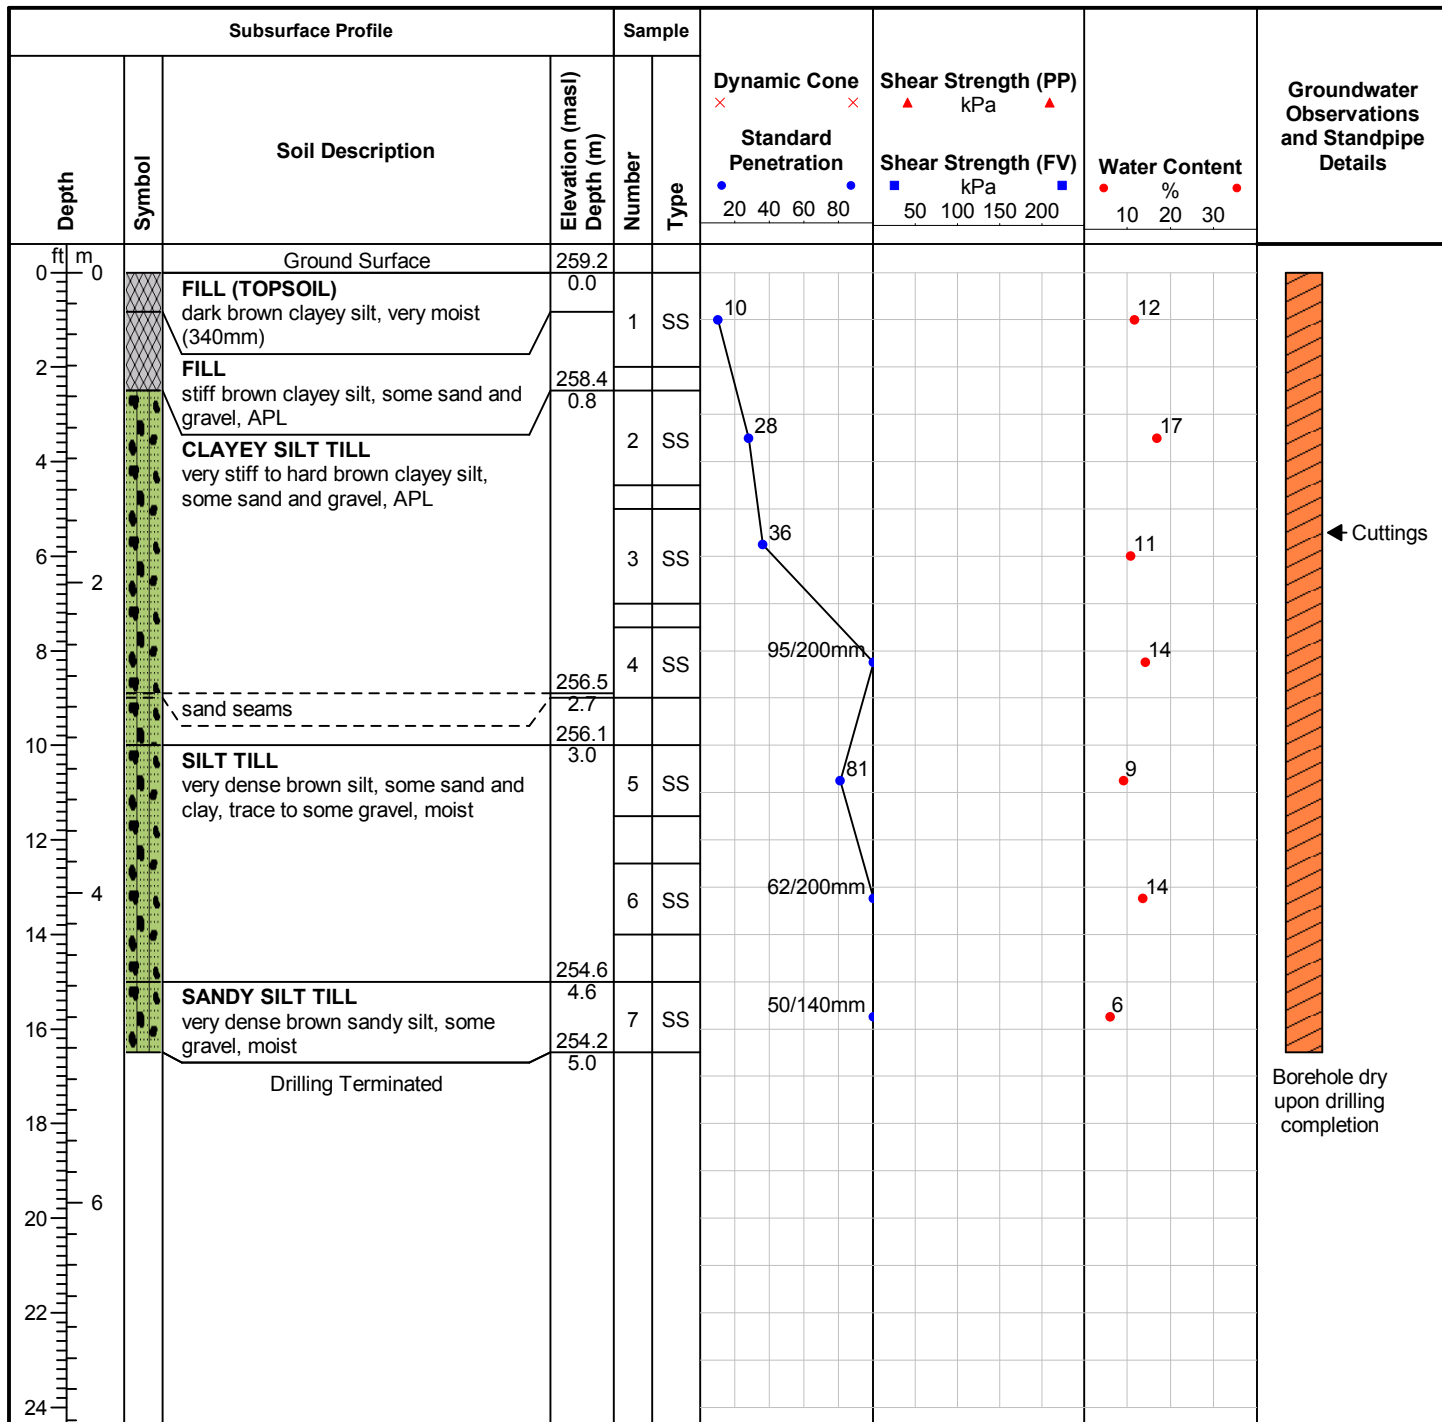 Subsurface Profile
Sample
Depth
Symbol
Soil Description
Elevation (masl)
Depth (m)
Number
Type
Dynamic Cone
Standard
Penetration
20 40 60 80
Shear Strength (PP)
kPa
Shear Strength (FV)
kPa
50 100 150 200
Water Content
%
10 20 30
Groundwater
Observations
and Standpipe
Details
ft m
Ground Surface
259.2
0 0
0.0
FILL (TOPSOIL)
dark brown clayey silt, very moist
(340mm)
1 SS
10
12
2
FILL
stiff brown clayey silt, some sand and
gravel, APL
258.4
0.8
2 SS
28
17
4
CLAYEY SILT TILL
very stiff to hard brown clayey silt,
some sand and gravel, APL
3 SS
36
11
Cuttings
6
2
8
4 SS
95/200mm
14
256.5
2.7
sand seams
256.1
10
3.0
SILT TILL
very dense brown silt, some sand and
clay, trace to some gravel, moist
5 SS
81
9
12
4
6 SS
62/200mm
14
14
254.6
4.6
SANDY SILT TILL
very dense brown sandy silt, some
gravel, moist
7 SS
50/140mm
6
16
254.2
5.0
Drilling Terminated
Borehole dry
upon drilling
completion
18
6
20
22
24